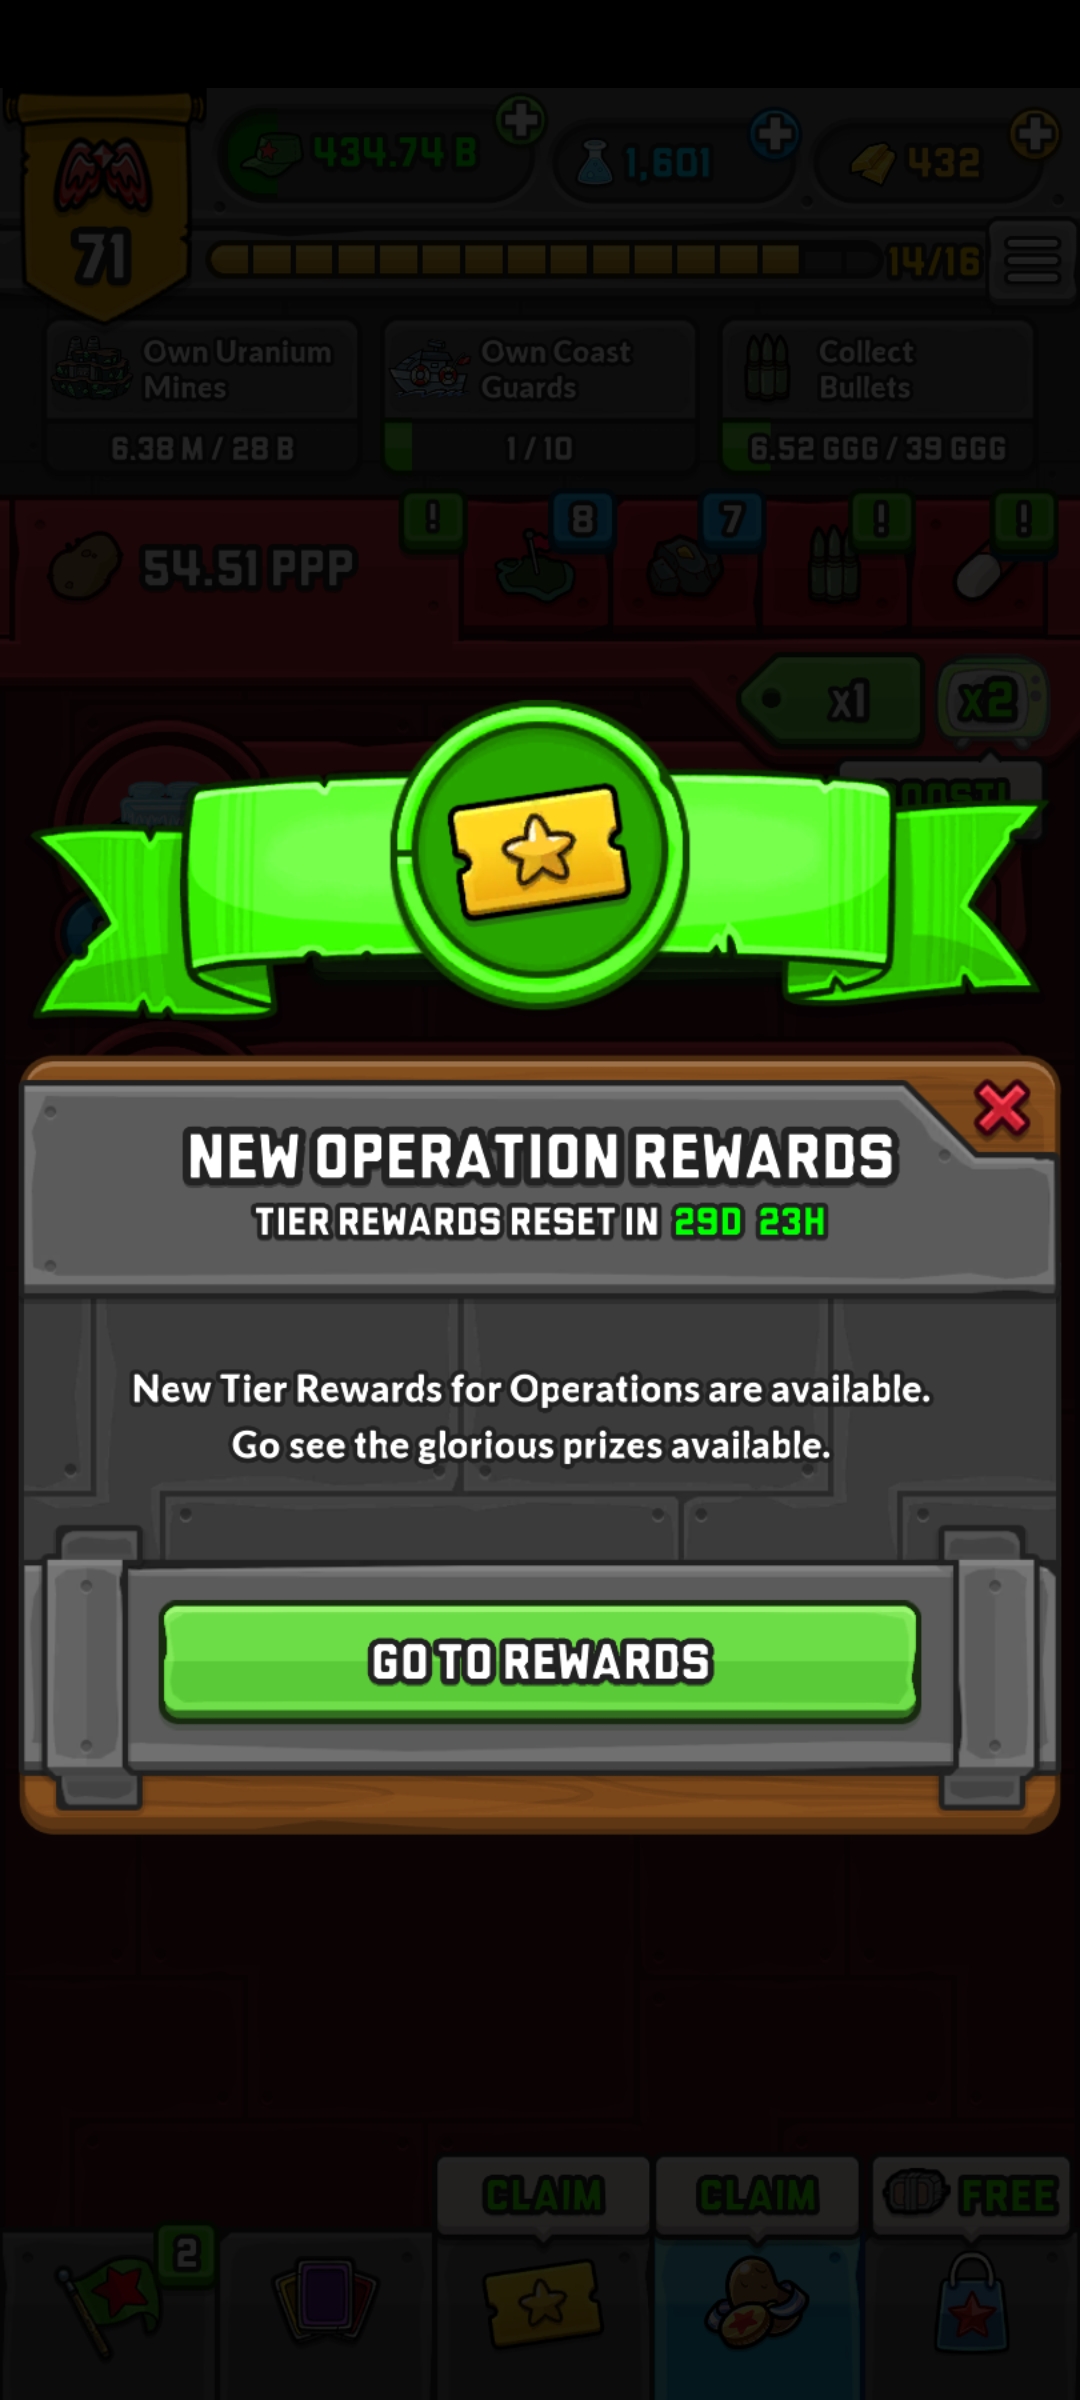 434.74 B
1,601
432
71
14/16
Own Uranium
Mines
6.38 M / 28 B
Own Coast
Guards
1 / 10
Collect
Bullets
6.52 GGG / 39 GGG
54.51 PPP
!
8
7
!
!
x1
x2
NEW OPERATION REWARDS
TIER REWARDS RESET IN 29D 23H
New Tier Rewards for Operations are available.
Go see the glorious prizes available.
GO TO REWARDS
CLAIM
CLAIM
FREE
2